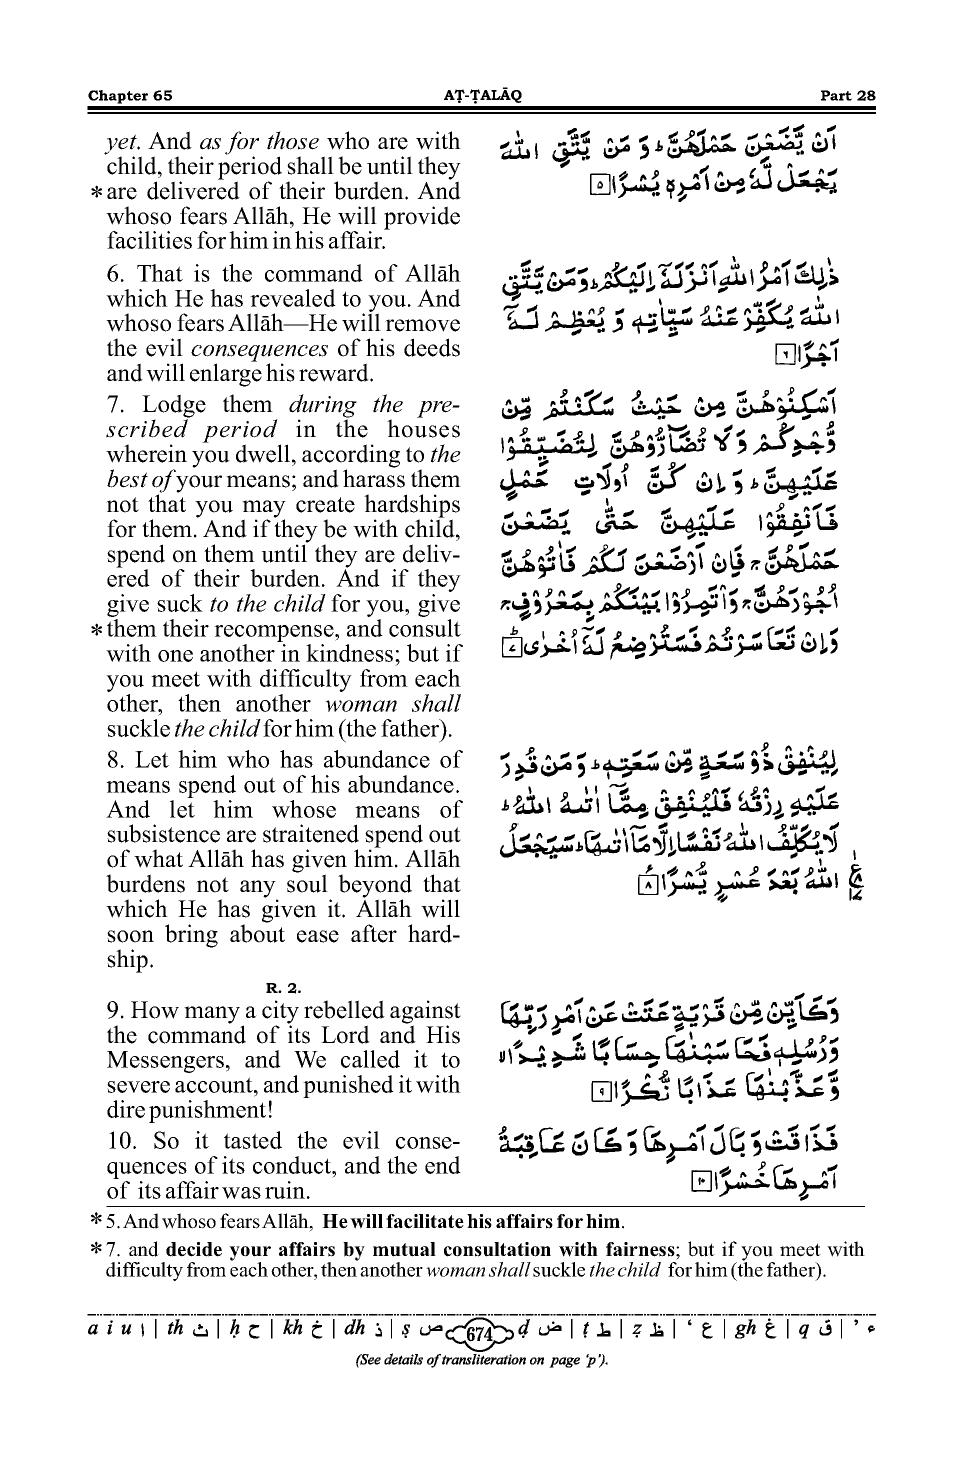 Chapter 65 AṬ-ṬALĀQ Part 28
yet. And as for those who are with
child, their period shall be until they
*are delivered of their burden. And
whoso fears Allāh, He will provide
facilities for him in his affair.
اَنْ يَّضَعْنَ حَمْلَهُنَّ ؕ وَ مَنْ يَّتَّقِ اللّٰهَ
يَجْعَلْ لَّهٗ مِنْ اَمْرِهٖ يُسْرًا ۵
6. That is the command of Allāh
which He has revealed to you. And
whoso fears Allāh—He will remove
the evil consequences of his deeds
and will enlarge his reward.
ذٰلِكَ اَمْرُ اللّٰهِ اَنْزَلَهٗۤ اِلَيْكُمْ ؕ وَمَنْ يَّتَّقِ
اللّٰهَ يُكَفِّرْ عَنْهُ سَيِّاٰتِهٖ وَ يُعْظِمْ لَهٗۤ
اَجْرًا ۶
7. Lodge them during the pre-
scribed period in the houses
wherein you dwell, according to the
best of your means; and harass them
not that you may create hardships
for them. And if they be with child,
spend on them until they are deliv-
ered of their burden. And if they
give suck to the child for you, give
*them their recompense, and consult
with one another in kindness; but if
you meet with difficulty from each
other, then another woman shall
suckle the child for him (the father).
اَسْكِنُوْهُنَّ مِنْ حَيْثُ سَكَنْتُمْ مِّنْ
وُّجْدِكُمْ وَلَا تُضَآرُّوْهُنَّ لِتُضَيِّقُوْا
عَلَيْهِنَّ ؕ وَ اِنْ كُنَّ اُولَاتِ حَمْلٍ
فَاَنْفِقُوْا عَلَيْهِنَّ حَتّٰى يَضَعْنَ
حَمْلَهُنَّ ۚ فَاِنْ اَرْضَعْنَ لَكُمْ فَاٰتُوْهُنَّ
اُجُوْرَهُنَّ ۚ وَاْتَمِرُوْا بَيْنَكُمْ بِمَعْرُوْفٍ ۚ
وَاِنْ تَعَاسَرْتُمْ فَسَتُرْضِعُ لَهٗۤ اُخْرٰى ؕ ۷
8. Let him who has abundance of
means spend out of his abundance.
And let him whose means of
subsistence are straitened spend out
of what Allāh has given him. Allāh
burdens not any soul beyond that
which He has given it. Allāh will
soon bring about ease after hard-
ship.
لِيُنْفِقْ ذُوْ سَعَةٍ مِّنْ سَعَتِهٖ ؕ وَ مَنْ قُدِرَ
عَلَيْهِ رِزْقُهٗ فَلْيُنْفِقْ مِمَّاۤ اٰتٰىهُ اللّٰهُ ؕ
لَا يُكَلِّفُ اللّٰهُ نَفْسًا اِلَّا مَاۤ اٰتٰىهَا ؕ سَيَجْعَلُ
اللّٰهُ بَعْدَ عُسْرٍ يُّسْرًا ۸
R. 2.
9. How many a city rebelled against
the command of its Lord and His
Messengers, and We called it to
severe account, and punished it with
dire punishment!
وَكَاَيِّنْ مِّنْ قَرْيَةٍ عَتَتْ عَنْ اَمْرِ رَبِّهَا
وَرُسُلِهٖ فَحَاسَبْنٰهَا حِسَابًا شَدِيْدًا ۙ
وَّعَذَّبْنٰهَا عَذَابًا نُّكْرًا ۹
10. So it tasted the evil conse-
quences of its conduct, and the end
of its affair was ruin.
فَذَاقَتْ وَبَالَ اَمْرِهَا وَكَانَ عَاقِبَةُ
اَمْرِهَا خُسْرًا ۱۰
*5. And whoso fears Allāh, He will facilitate his affairs for him.
*7. and decide your affairs by mutual consultation with fairness; but if you meet with
difficulty from each other, then another woman shall suckle the child for him (the father).
a i u ا | th ث | ḥ ح | kh خ | dh ذ | ṣ ص 674 ḍ ض | ṭ ط | ẓ ظ | ‘ ع | gh غ | q ق | ’ ء
(See details of transliteration on page ‘p’).